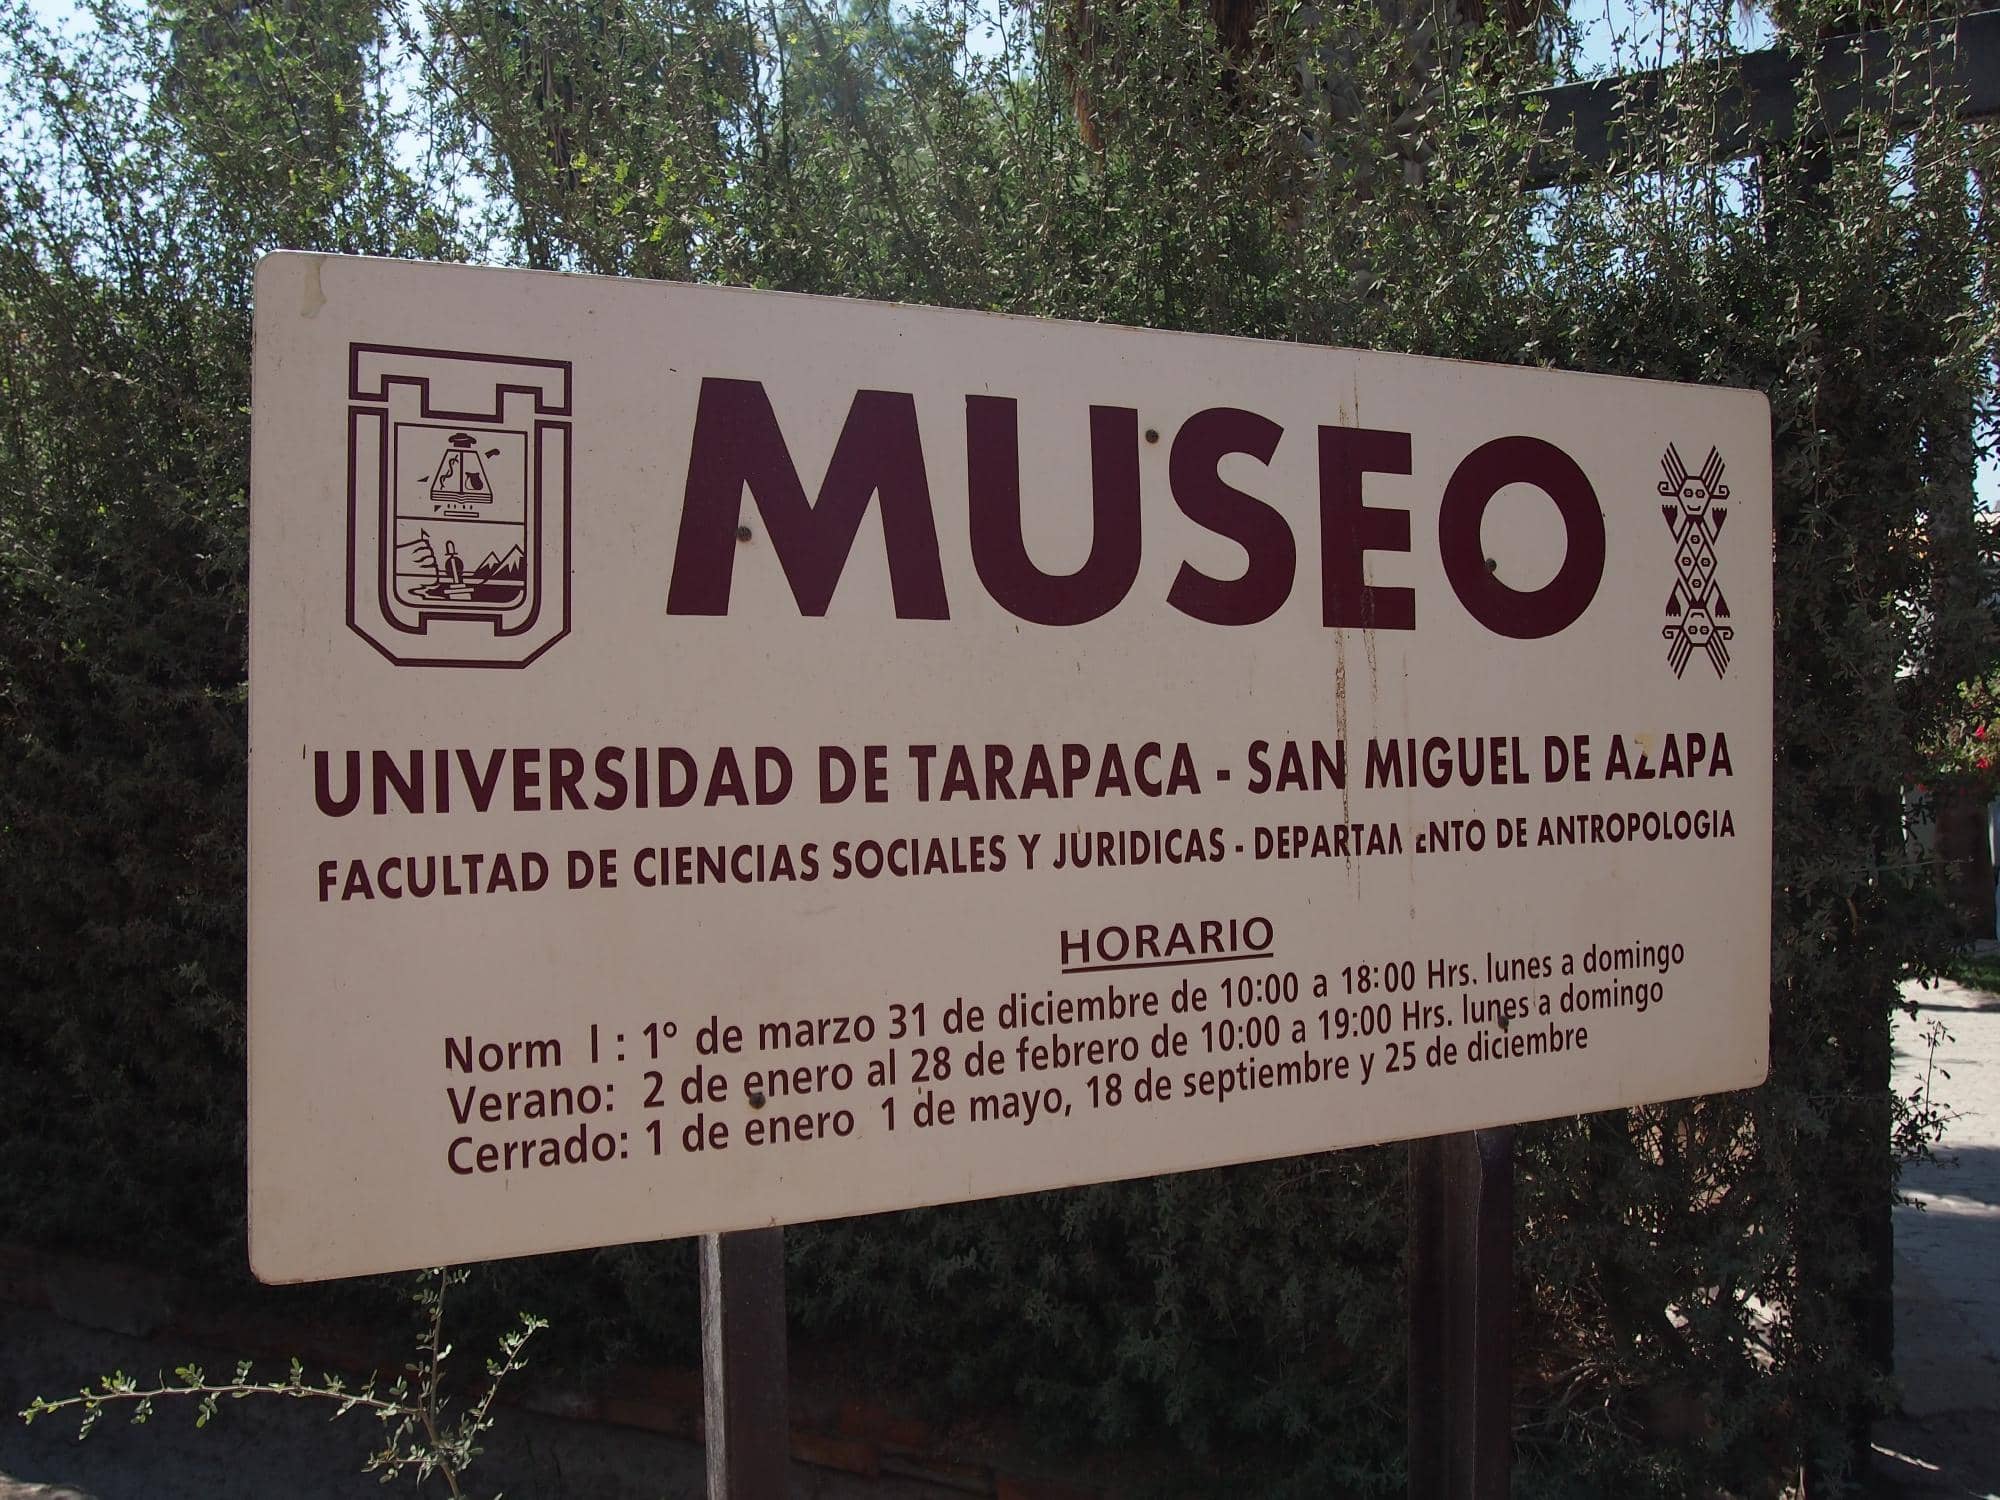 MUSEO
UNIVERSIDAD DE TARAPACA - SAN MIGUEL DE AZAPA
FACULTAD DE CIENCIAS SOCIALES Y JURIDICAS - DEPARTAMENTO DE ANTROPOLOGIA
HORARIO
Norm l : 1° de marzo 31 de diciembre de 10:00 a 18:00 Hrs. lunes a domingo
Verano: 2 de enero al 28 de febrero de 10:00 a 19:00 Hrs. lunes a domingo
Cerrado: 1 de enero 1 de mayo, 18 de septiembre y 25 de diciembre